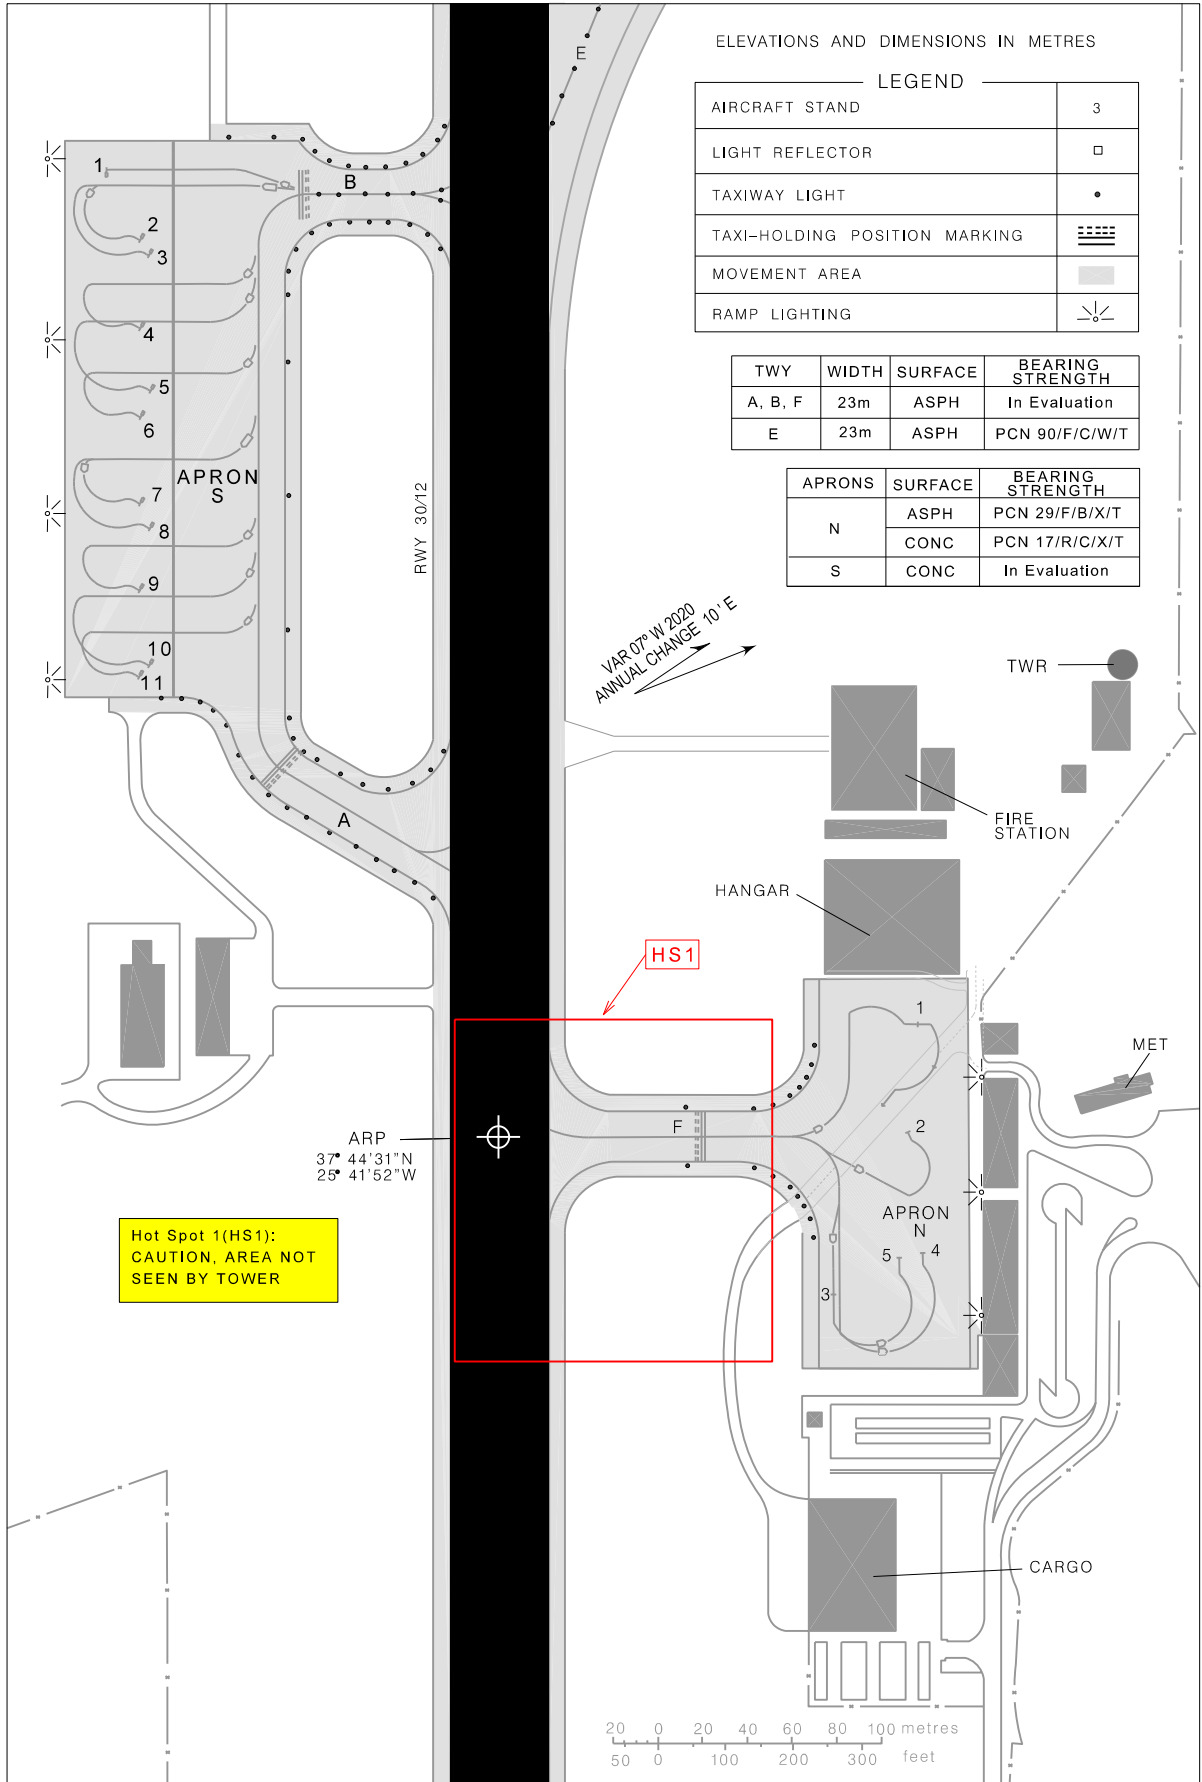 ELEVATIONS AND DIMENSIONS IN METRES
LEGEND
AIRCRAFT STAND 3
LIGHT REFLECTOR
TAXIWAY LIGHT
TAXI-HOLDING POSITION MARKING
MOVEMENT AREA
RAMP LIGHTING
TWY WIDTH SURFACE BEARING STRENGTH
A, B, F 23m ASPH In Evaluation
E 23m ASPH PCN 90/F/C/W/T
APRONS SURFACE BEARING STRENGTH
N ASPH PCN 29/F/B/X/T
CONC PCN 17/R/C/X/T
S CONC In Evaluation
E
B
1
2
3
4
5
6
7
8
9
10
11
APRON
S
RWY 30/12
A
VAR 07° W 2020
ANNUAL CHANGE 10' E
TWR
FIRE
STATION
HANGAR
HS1
MET
F
1
2
APRON
N
5
4
3
ARP
37° 44'31"N
25° 41'52"W
Hot Spot 1(HS1):
CAUTION, AREA NOT
SEEN BY TOWER
CARGO
20 0 20 40 60 80 100 metres
50 0 100 200 300 feet